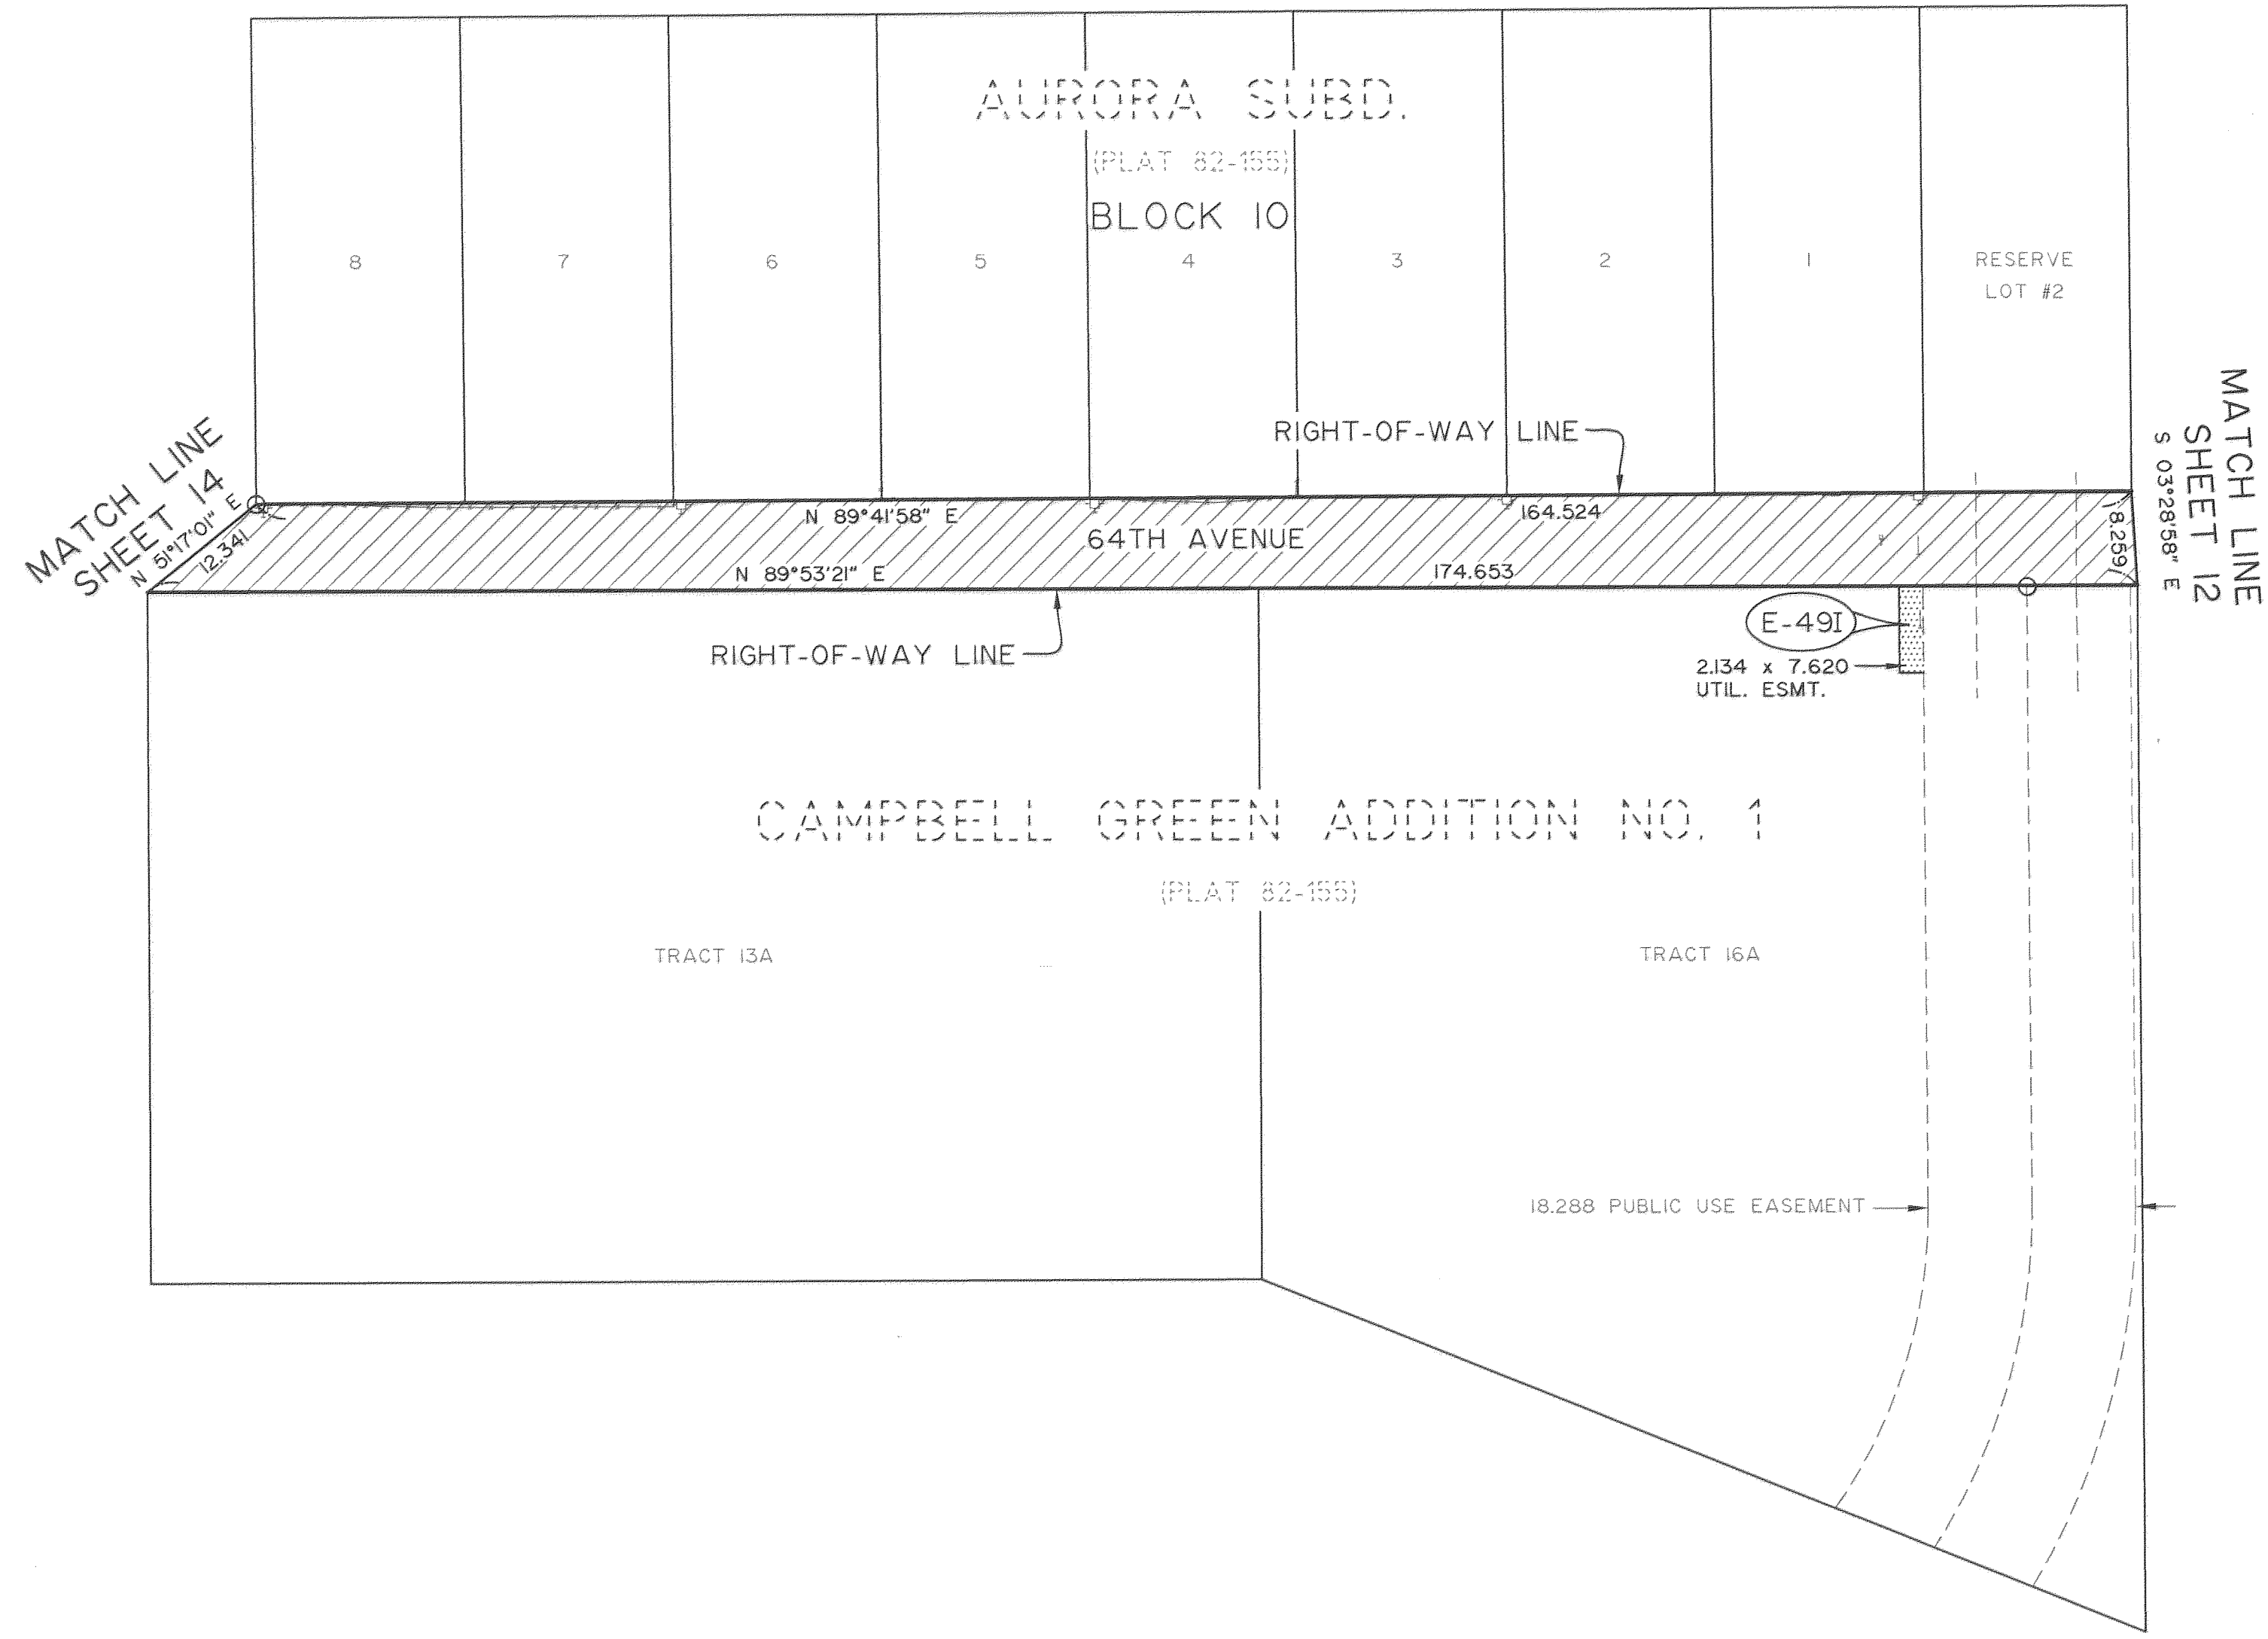 AURORA SUBD.
(PLAT 82-155)
BLOCK 10
8
7
6
5
4
3
2
1
RESERVE
LOT #2
MATCH LINE
SHEET 14
N 51°17'01" E
12.341
RIGHT-OF-WAY LINE
MATCH LINE
SHEET 12
S 03°28'58" E
8.259
N 89°41'58" E
164.524
64TH AVENUE
N 89°53'21" E
174.653
RIGHT-OF-WAY LINE
E-49I
2.134 x 7.620
UTIL. ESMT.
CAMPBELL GREEN ADDITION NO. 1
(PLAT 82-155)
TRACT 13A
TRACT 16A
18.288 PUBLIC USE EASEMENT